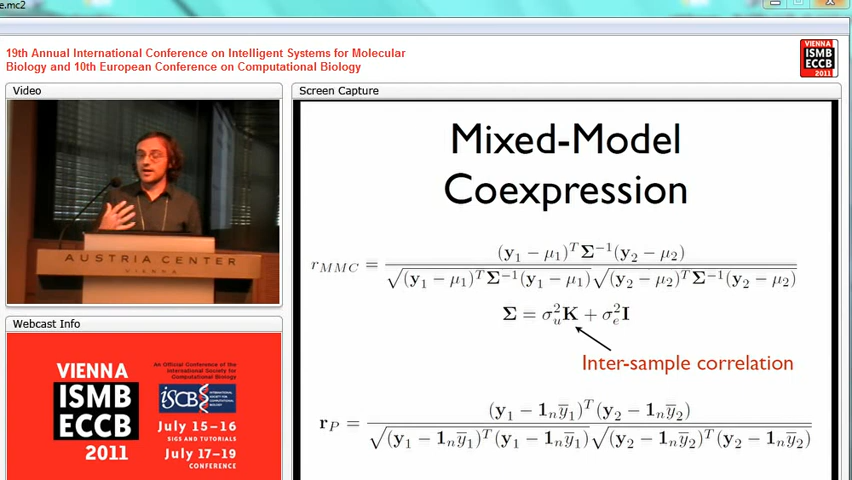 e.mc2
19th Annual International Conference on Intelligent Systems for Molecular
Biology and 10th European Conference on Computational Biology
VIENNA
ISMB
ECCB
2011
Video
Screen Capture
AUSTRIA CENTER
VIENNA
Mixed-Model
Coexpression
r_{MMC} = \frac{(\mathbf{y}_1 - \mu_1)^T \mathbf{\Sigma}^{-1} (\mathbf{y}_2 - \mu_2)}{\sqrt{(\mathbf{y}_1 - \mu_1)^T \mathbf{\Sigma}^{-1} (\mathbf{y}_1 - \mu_1)} \sqrt{(\mathbf{y}_2 - \mu_2)^T \mathbf{\Sigma}^{-1} (\mathbf{y}_2 - \mu_2)}}
\mathbf{\Sigma} = \sigma_u^2 \mathbf{K} + \sigma_e^2 \mathbf{I}
Inter-sample correlation
\mathbf{r}_P = \frac{(\mathbf{y}_1 - \mathbf{1}_n \overline{y}_1)^T (\mathbf{y}_2 - \mathbf{1}_n \overline{y}_2)}{\sqrt{(\mathbf{y}_1 - \mathbf{1}_n \overline{y}_1)^T (\mathbf{y}_1 - \mathbf{1}_n \overline{y}_1)} \sqrt{(\mathbf{y}_2 - \mathbf{1}_n \overline{y}_2)^T (\mathbf{y}_2 - \mathbf{1}_n \overline{y}_2)}}
Webcast Info
VIENNA
ISMB
ECCB
2011
An Official Conference of the
International Society for
Computational Biology
ISCB
INTERNATIONAL
SOCIETY FOR
COMPUTATIONAL
BIOLOGY
July 15–16
SIGS AND TUTORIALS
July 17–19
CONFERENCE